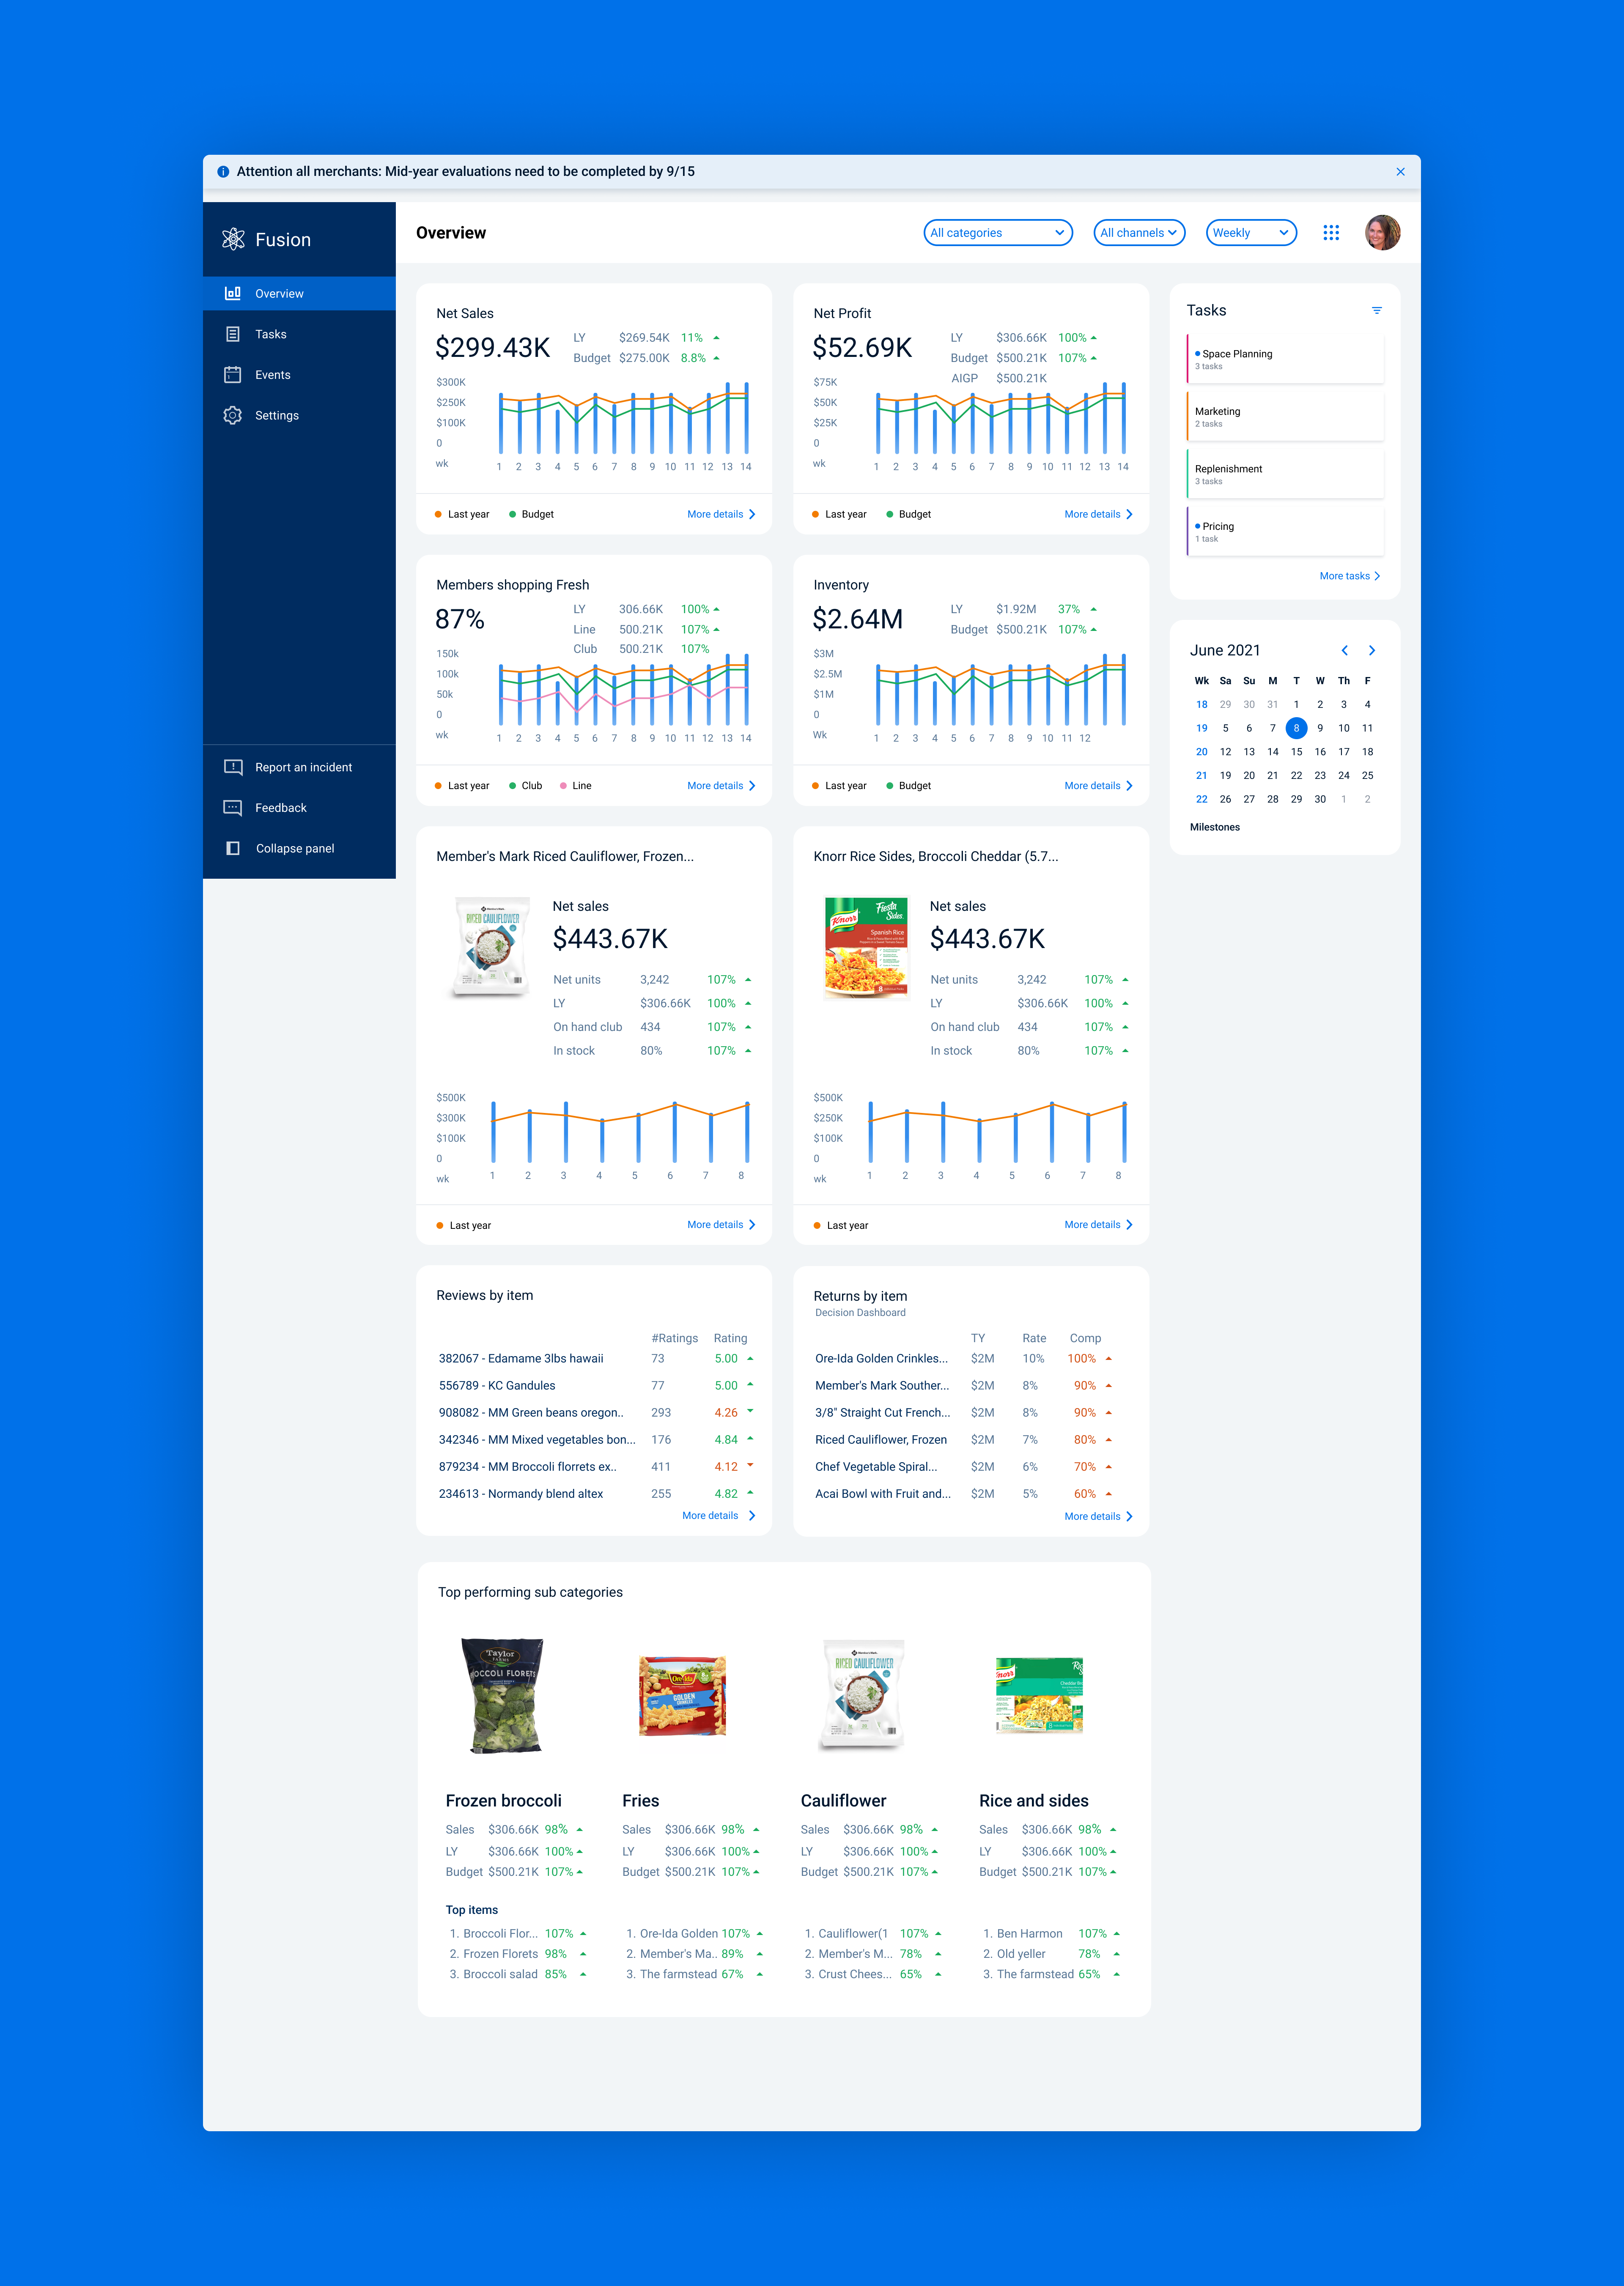 Attention all merchants: Mid-year evaluations need to be completed by 9/15
Fusion
Overview
Tasks
Events
Settings
Report an incident
Feedback
Collapse panel
Overview
All categories
All channels
Weekly
Net Sales
$299.43K
LY $269.54K 11%
Budget $275.00K 8.8%
$300K
$250K
$100K
0
wk 1 2 3 4 5 6 7 8 9 10 11 12 13 14
Last year Budget More details
Net Profit
$52.69K
LY $306.66K 100%
Budget $500.21K 107%
AIGP $500.21K
$75K
$50K
$25K
0
wk 1 2 3 4 5 6 7 8 9 10 11 12 13 14
Last year Budget More details
Members shopping Fresh
87%
LY 306.66K 100%
Line 500.21K 107%
Club 500.21K 107%
150k
100k
50k
0
wk 1 2 3 4 5 6 7 8 9 10 11 12 13 14
Last year Club Line More details
Inventory
$2.64M
LY $1.92M 37%
Budget $500.21K 107%
$3M
$2.5M
$1M
0
Wk 1 2 3 4 5 6 7 8 9 10 11 12
Last year Budget More details
Tasks
Space Planning
3 tasks
Marketing
2 tasks
Replenishment
3 tasks
Pricing
1 task
More tasks
June 2021
Wk Sa Su M T W Th F
18 29 30 31 1 2 3 4
19 5 6 7 8 9 10 11
20 12 13 14 15 16 17 18
21 19 20 21 22 23 24 25
22 26 27 28 29 30 1 2
Milestones
Member's Mark Riced Cauliflower, Frozen...
RICED CAULIFLOWER
Net sales
$443.67K
Net units 3,242 107%
LY $306.66K 100%
On hand club 434 107%
In stock 80% 107%
$500K
$300K
$100K
0
wk 1 2 3 4 5 6 7 8
Last year More details
Knorr Rice Sides, Broccoli Cheddar (5.7...
Knorr
Fiesta Sides
Spanish Rice
8
Net sales
$443.67K
Net units 3,242 107%
LY $306.66K 100%
On hand club 434 107%
In stock 80% 107%
$500K
$250K
$100K
0
wk 1 2 3 4 5 6 7 8
Last year More details
Reviews by item
#Ratings Rating
382067 - Edamame 3lbs hawaii 73 5.00
556789 - KC Gandules 77 5.00
908082 - MM Green beans oregon.. 293 4.26
342346 - MM Mixed vegetables bon... 176 4.84
879234 - MM Broccoli florrets ex.. 411 4.12
234613 - Normandy blend altex 255 4.82
More details
Returns by item
Decision Dashboard
TY Rate Comp
Ore-Ida Golden Crinkles... $2M 10% 100%
Member's Mark Souther... $2M 8% 90%
3/8" Straight Cut French... $2M 8% 90%
Riced Cauliflower, Frozen $2M 7% 80%
Chef Vegetable Spiral... $2M 6% 70%
Acai Bowl with Fruit and... $2M 5% 60%
More details
Top performing sub categories
Taylor
FARMS
OCCOLI FLORETS
Ore-Ida
GOLDEN
CRINKLES
RICED CAULIFLOWER
norr
Frozen broccoli
Sales $306.66K 98%
LY $306.66K 100%
Budget $500.21K 107%
Top items
1. Broccoli Flor... 107%
2. Frozen Florets 98%
3. Broccoli salad 85%
Fries
Sales $306.66K 98%
LY $306.66K 100%
Budget $500.21K 107%
1. Ore-Ida Golden 107%
2. Member's Ma.. 89%
3. The farmstead 67%
Cauliflower
Sales $306.66K 98%
LY $306.66K 100%
Budget $500.21K 107%
1. Cauliflower(1 107%
2. Member's M... 78%
3. Crust Chees... 65%
Rice and sides
Sales $306.66K 98%
LY $306.66K 100%
Budget $500.21K 107%
1. Ben Harmon 107%
2. Old yeller 78%
3. The farmstead 65%